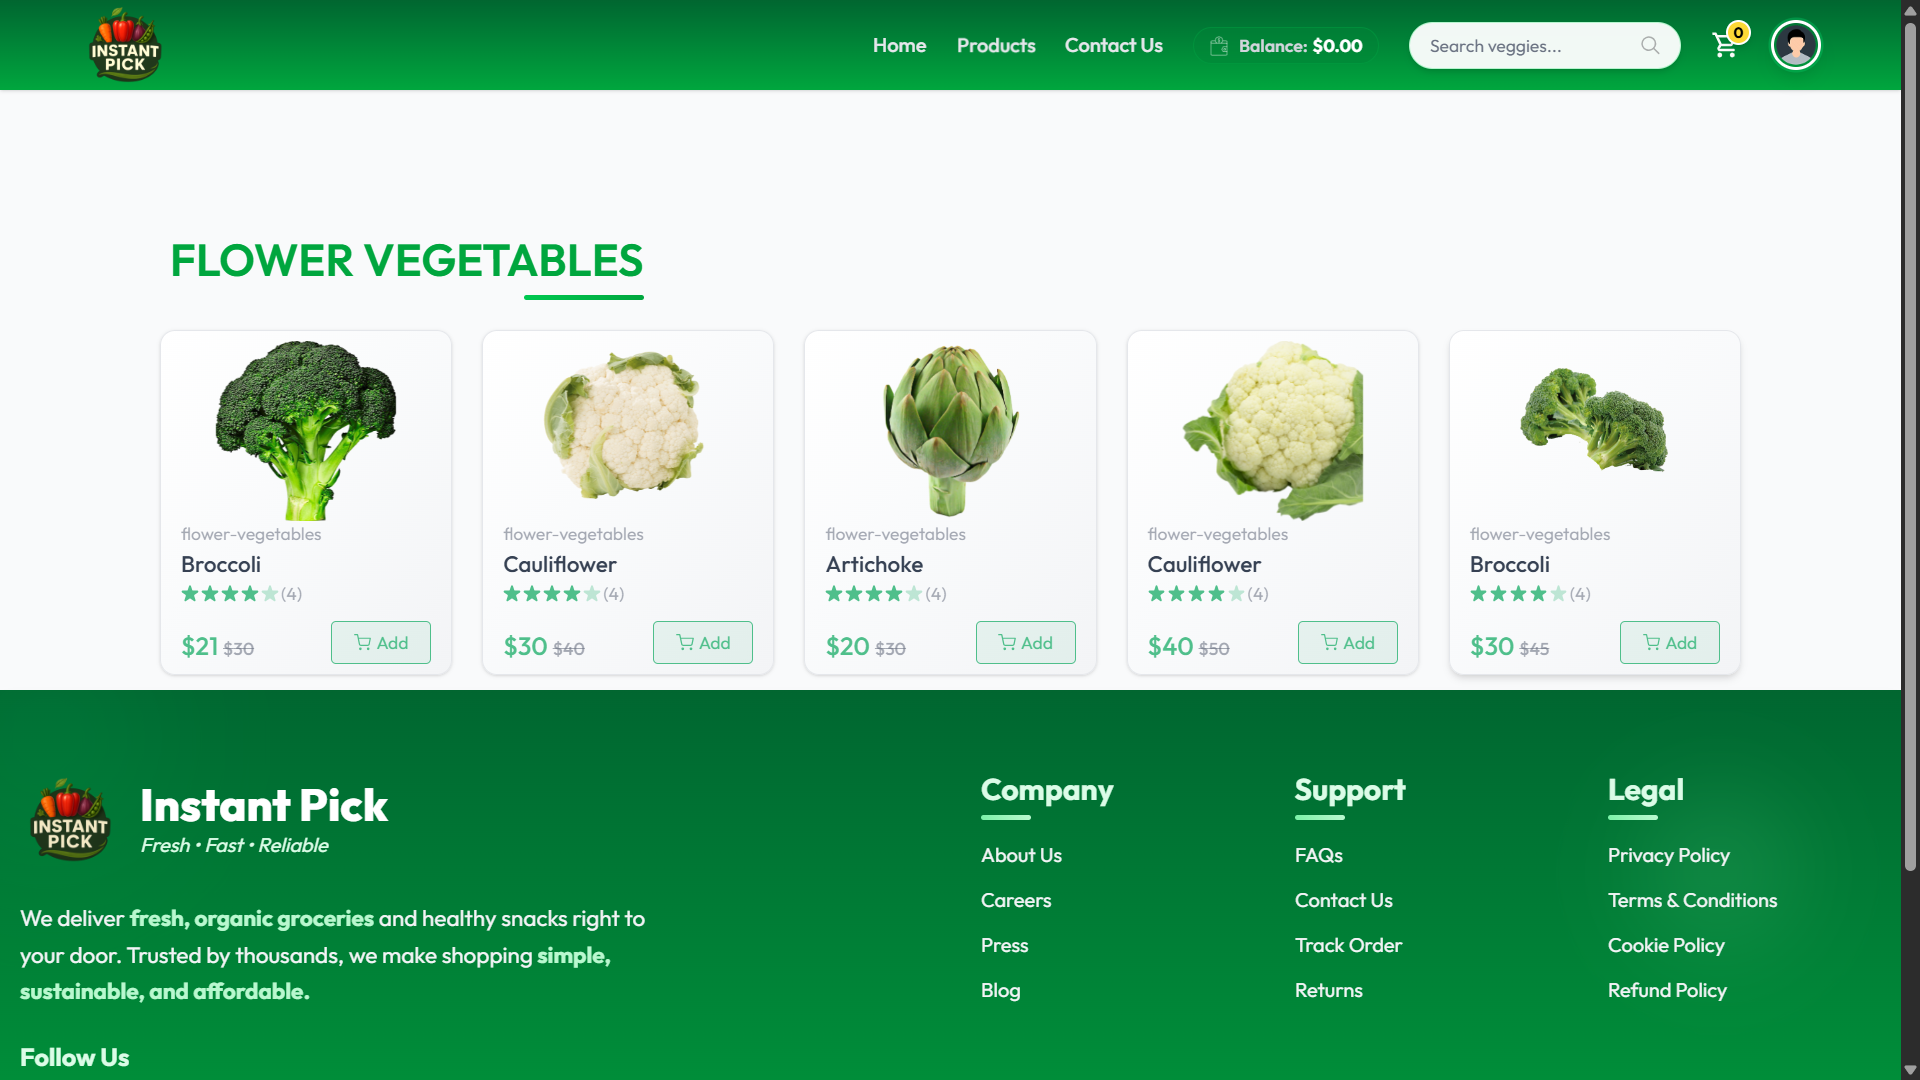 INSTANT
PICK
Home Products Contact Us Balance: $0.00 Search veggies... 0
FLOWER VEGETABLES
flower-vegetables
Broccoli
(4)
$21 $30 Add
flower-vegetables
Cauliflower
(4)
$30 $40 Add
flower-vegetables
Artichoke
(4)
$20 $30 Add
flower-vegetables
Cauliflower
(4)
$40 $50 Add
flower-vegetables
Broccoli
(4)
$30 $45 Add
INSTANT
PICK
Instant Pick
Fresh • Fast • Reliable
We deliver fresh, organic groceries and healthy snacks right to
your door. Trusted by thousands, we make shopping simple,
sustainable, and affordable.
Follow Us
Company
About Us
Careers
Press
Blog
Support
FAQs
Contact Us
Track Order
Returns
Legal
Privacy Policy
Terms & Conditions
Cookie Policy
Refund Policy